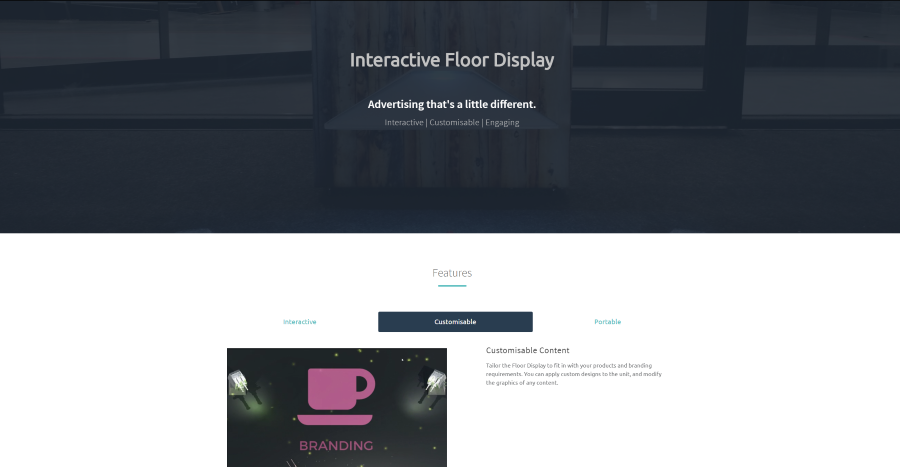 Interactive Floor Display
Advertising that's a little different.
Interactive | Customisable | Engaging
Features
Interactive
Customisable
Portable
Customisable Content
Tailor the Floor Display to fit in with your products and branding
requirements. You can apply custom designs to the unit, and modify
the graphics of any content.
BRANDING